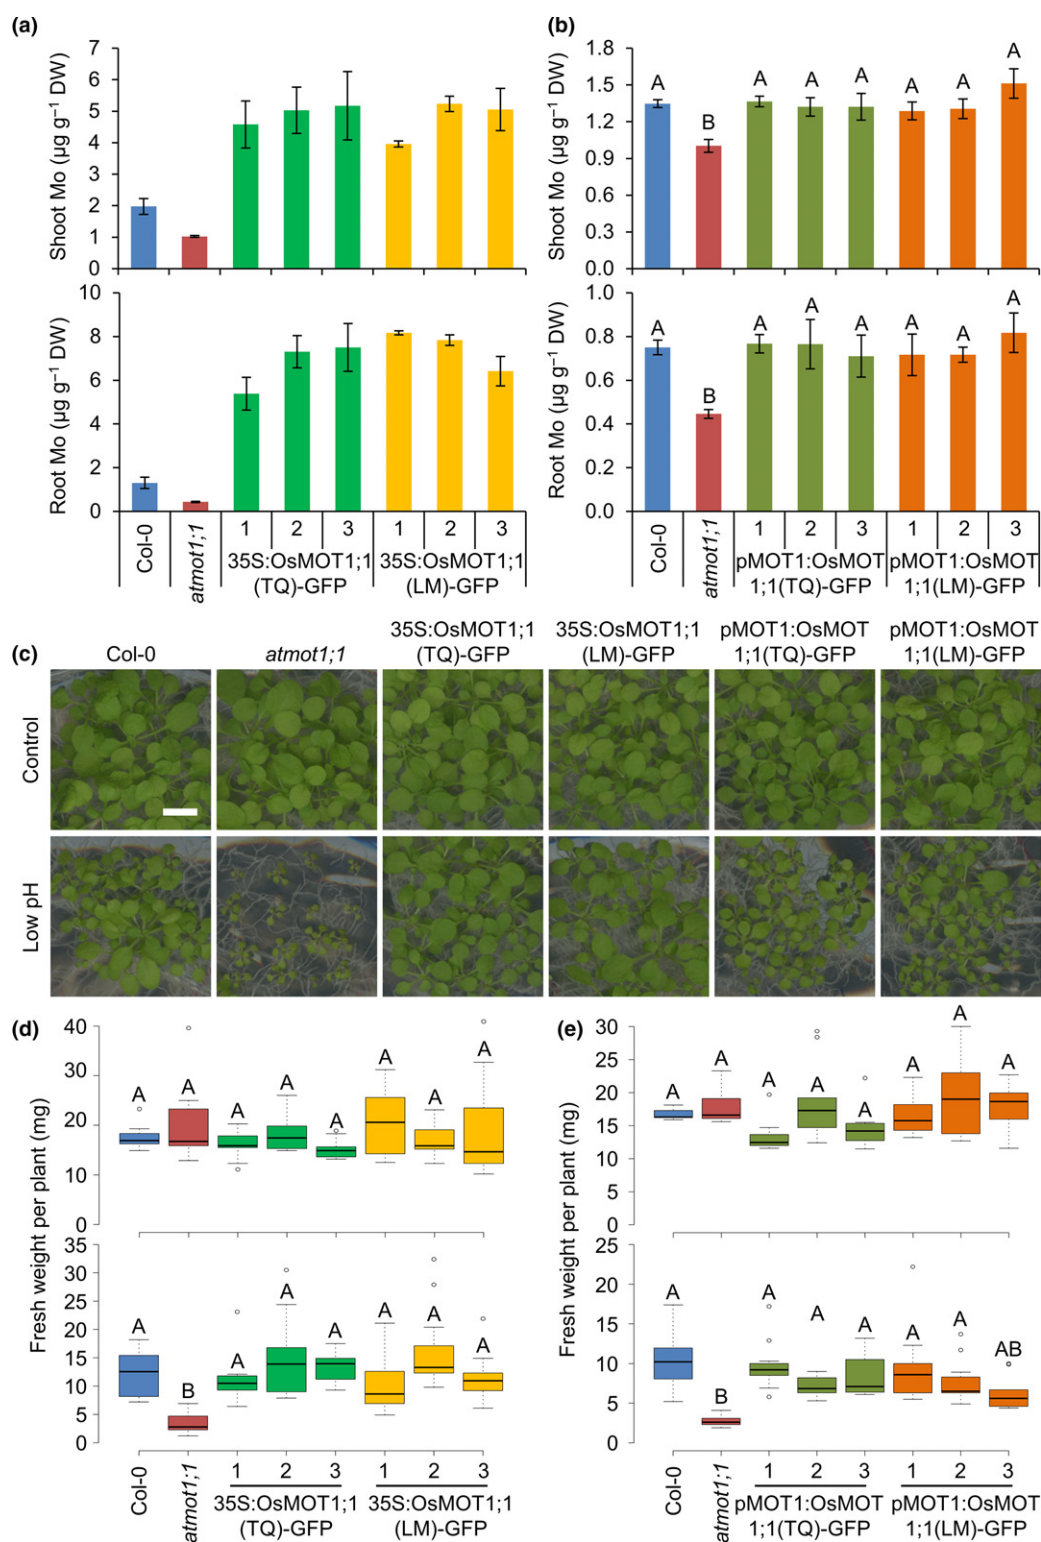 (a)
7
6
5
4
3
2
1
0
Shoot Mo (µg g⁻¹ DW)
10
8
6
4
2
0
Root Mo (µg g⁻¹ DW)
Col-0
atmot1;1
1 2 3 1 2 3
35S:OsMOT1;1 35S:OsMOT1;1
(TQ)-GFP (LM)-GFP
(b)
1.8
1.5
1.2
0.9
0.6
0.3
0.0
Shoot Mo (µg g⁻¹ DW)
A B A A A A A A
1.0
0.8
0.6
0.4
0.2
0.0
Root Mo (µg g⁻¹ DW)
A B A A A A A A
Col-0
atmot1;1
1 2 3 1 2 3
pMOT1:OsMOT pMOT1:OsMOT
1;1(TQ)-GFP 1;1(LM)-GFP
(c)
35S:OsMOT1;1 35S:OsMOT1;1 pMOT1:OsMOT pMOT1:OsMOT
Col-0 atmot1;1 (TQ)-GFP (LM)-GFP 1;1(TQ)-GFP 1;1(LM)-GFP
Control
Low pH
(d)
40
30
20
10
0
A A A A A A A A
Fresh weight per plant (mg)
35
30
25
20
15
10
5
0
A B A A A A A A
Col-0
atmot1;1
1 2 3 1 2 3
35S:OsMOT1;1 35S:OsMOT1;1
(TQ)-GFP (LM)-GFP
(e)
30
25
20
15
10
5
0
A A A A A A A A
Fresh weight per plant (mg)
25
20
15
10
5
0
A B A A A A A AB
Col-0
atmot1;1
1 2 3 1 2 3
pMOT1:OsMOT pMOT1:OsMOT
1;1(TQ)-GFP 1;1(LM)-GFP